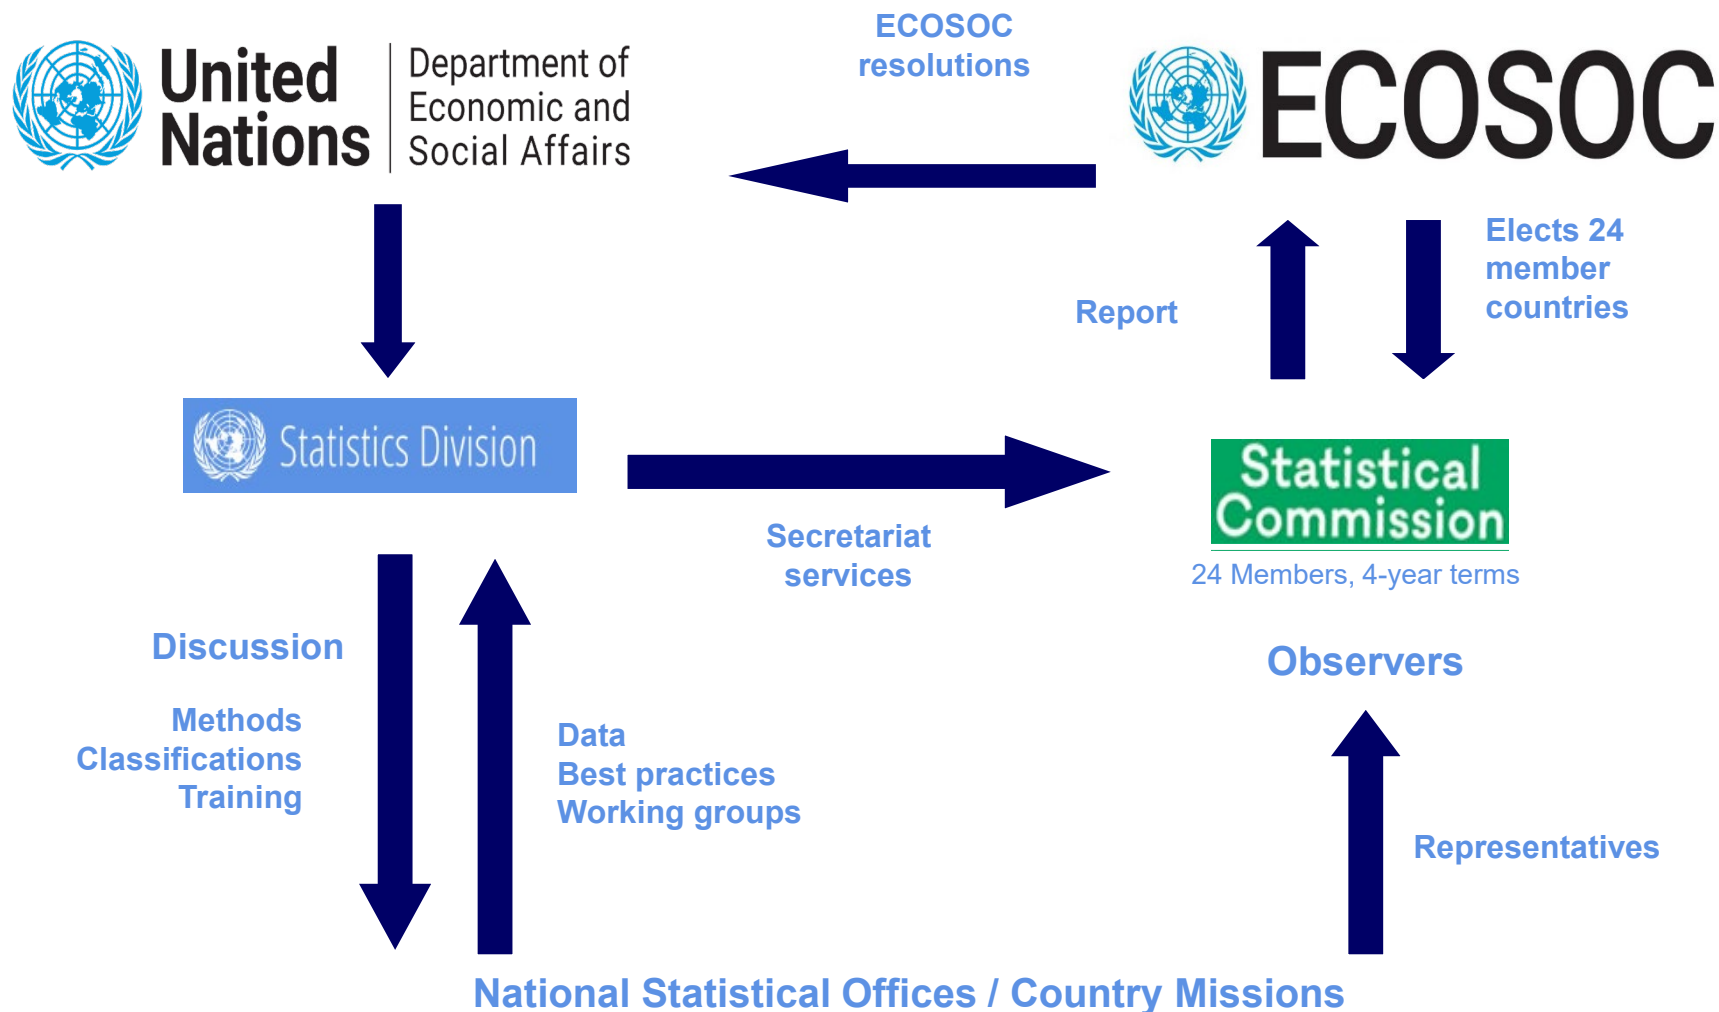 United
Nations
Department of
Economic and
Social Affairs
ECOSOC
resolutions
ECOSOC
Report
Elects 24
member
countries
Statistics Division
Secretariat
services
Statistical
Commission
24 Members, 4-year terms
Discussion
Methods
Classifications
Training
Data
Best practices
Working groups
Observers
Representatives
National Statistical Offices / Country Missions